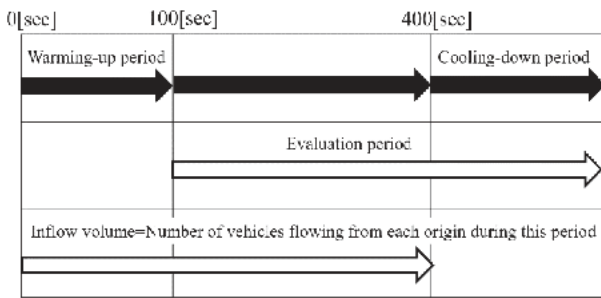 0[sec] 100[sec] 400[sec]
Warming-up period Cooling-down period
Evaluation period
Inflow volume=Number of vehicles flowing from each origin during this period